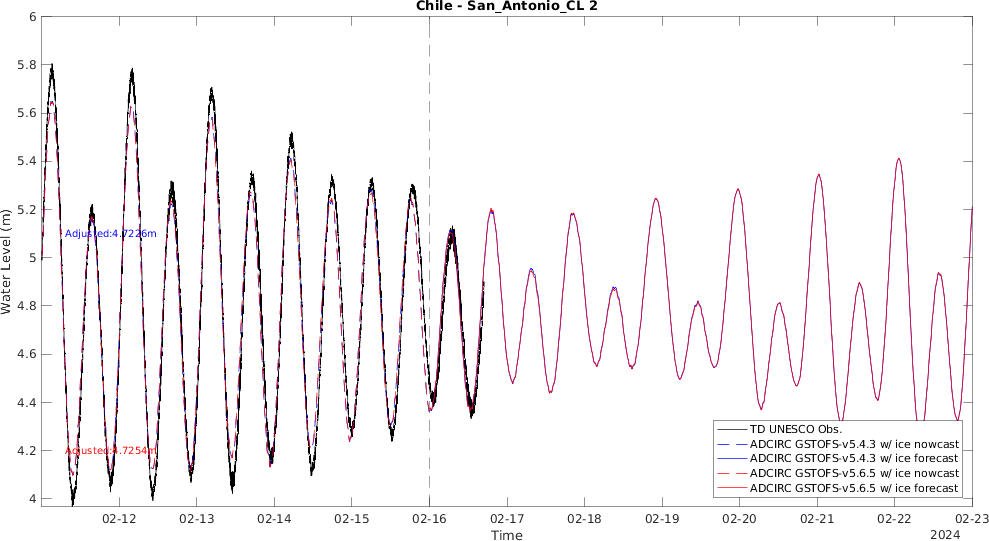 Chile - San_Antonio_CL 2
6
5.8
5.6
5.4
5.2
5
4.8
4.6
4.4
4.2
4
Water Level (m)
Adjusted:4.7226m
Adjusted:4.7254m
TD UNESCO Obs.
ADCIRC GSTOFS-v5.4.3 w/ ice nowcast
ADCIRC GSTOFS-v5.4.3 w/ ice forecast
ADCIRC GSTOFS-v5.6.5 w/ ice nowcast
ADCIRC GSTOFS-v5.6.5 w/ ice forecast
02-12 02-13 02-14 02-15 02-16 02-17 02-18 02-19 02-20 02-21 02-22 02-23
Time
2024